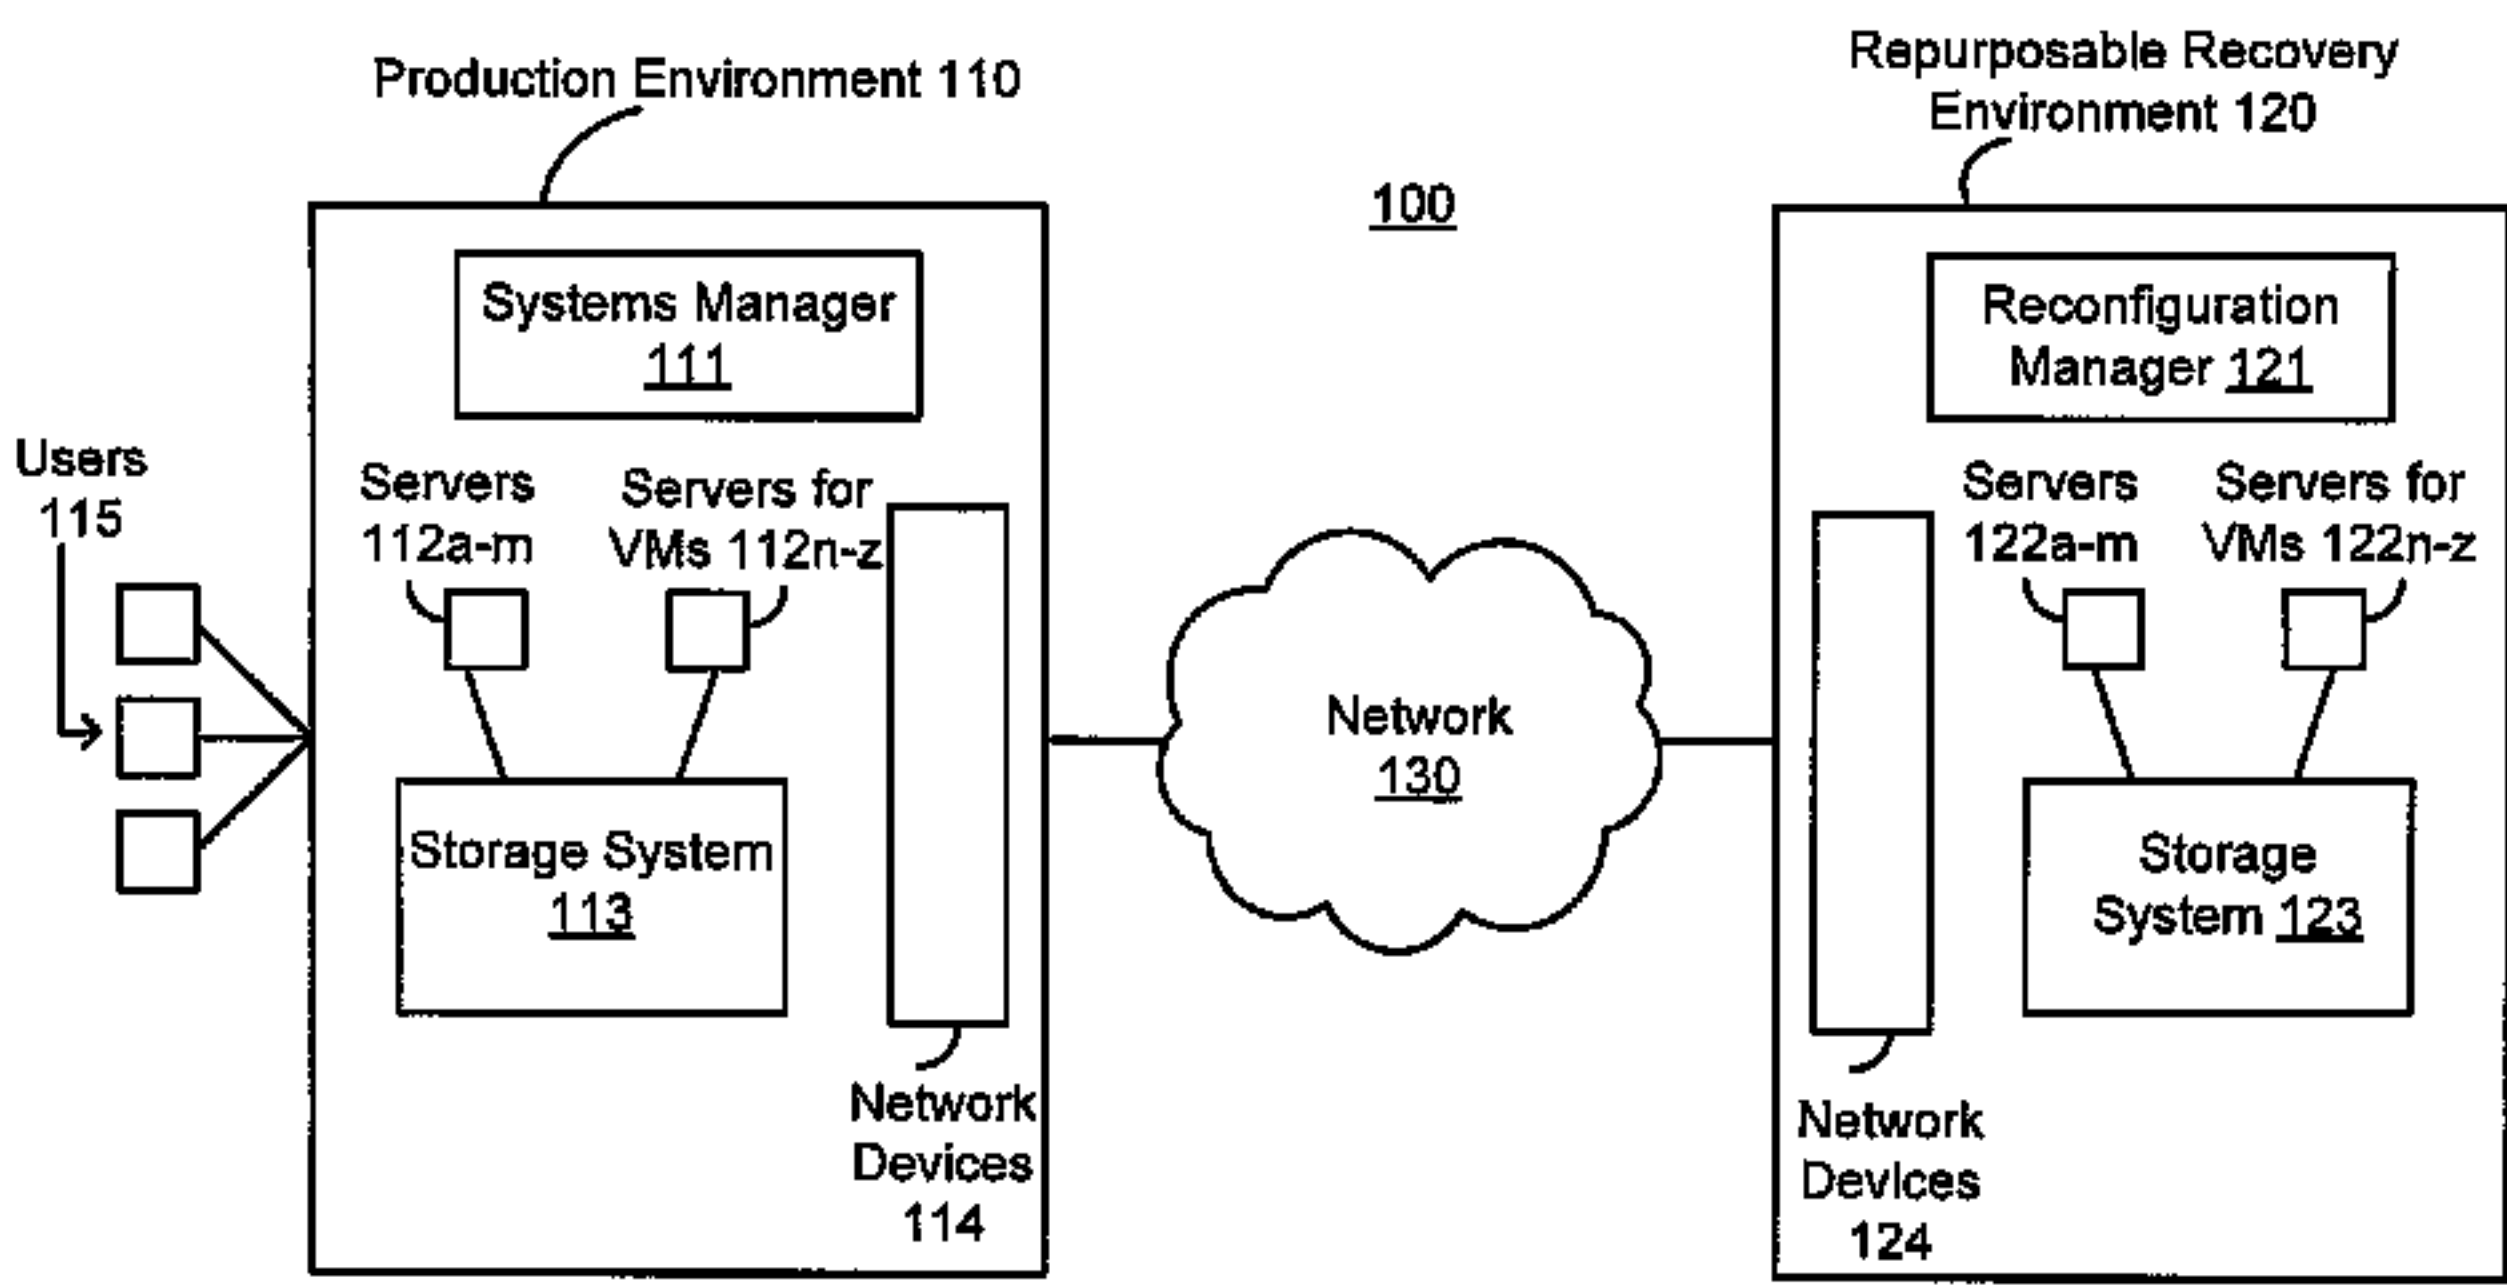 Production Environment 110
Repurposable Recovery
Environment 120
100
Systems Manager
111
Reconfiguration
Manager 121
Users
115
Servers
112a-m
Servers for
VMs 112n-z
Servers
122a-m
Servers for
VMs 122n-z
Network
130
Storage System
113
Storage
System 123
Network
Devices
114
Network
Devices
124